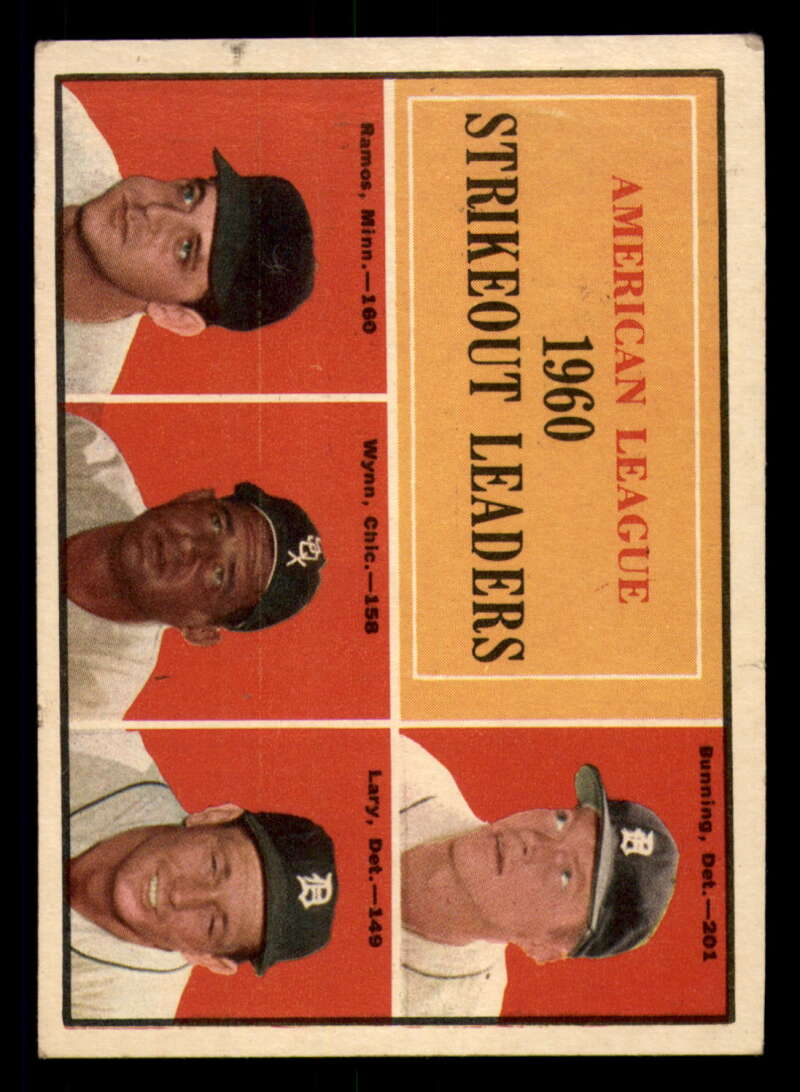 AMERICAN LEAGUE
1960
STRIKEOUT LEADERS
Bunning, Det.—201
Ramos, Minn.—160
Wynn, Chic.—158
Lary, Det.—149